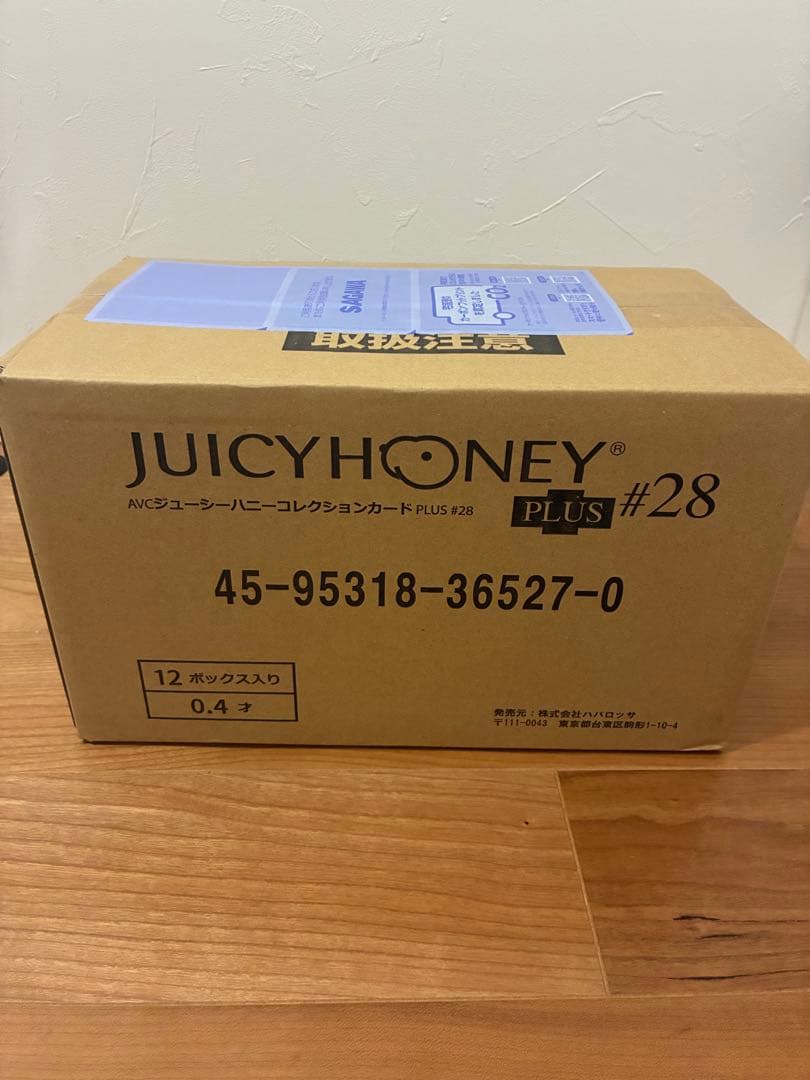 SAGAWA
CO₂
取扱注意
JUICYHONEY®
AVCジューシーハニーコレクションカード PLUS #28
PLUS #28
45-95318-36527-0
12 ボックス入り
0.4 才
発売元：株式会社ハバロッサ
〒111-0043 東京都台東区駒形1-10-4